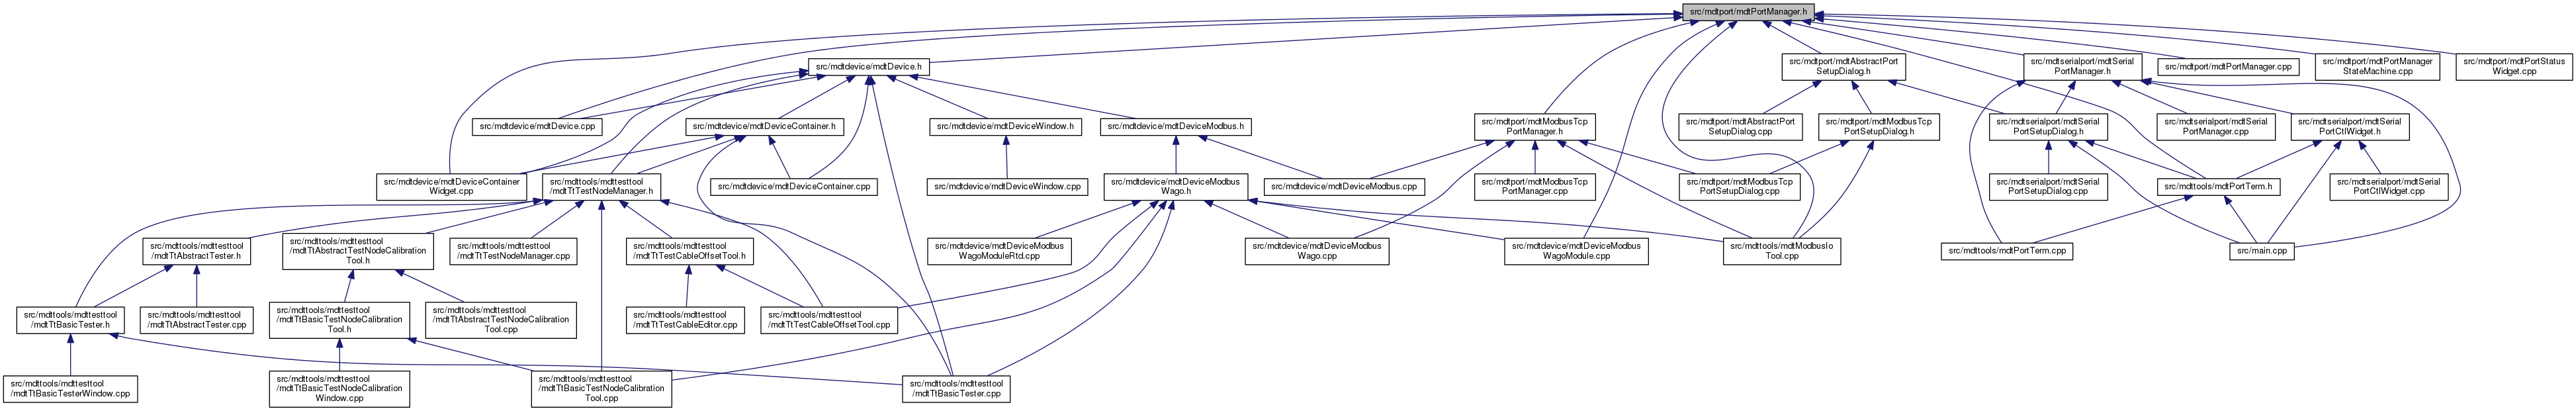 src/mdtport/mdtPortManager.h
src/mdtdevice/mdtDevice.h
src/mdtport/mdtAbstractPort
SetupDialog.h
src/mdtserialport/mdtSerial
PortManager.h
src/mdtport/mdtPortManager.cpp
src/mdtport/mdtPortManager
StateMachine.cpp
src/mdtport/mdtPortStatus
Widget.cpp
src/mdtdevice/mdtDevice.cpp
src/mdtdevice/mdtDeviceContainer.h
src/mdtdevice/mdtDeviceWindow.h
src/mdtdevice/mdtDeviceModbus.h
src/mdtport/mdtModbusTcp
PortManager.h
src/mdtport/mdtAbstractPort
SetupDialog.cpp
src/mdtport/mdtModbusTcp
PortSetupDialog.h
src/mdtserialport/mdtSerial
PortSetupDialog.h
src/mdtserialport/mdtSerial
PortManager.cpp
src/mdtserialport/mdtSerial
PortCtlWidget.h
src/mdtdevice/mdtDeviceContainer
Widget.cpp
src/mdttools/mdttesttool
/mdtTtTestNodeManager.h
src/mdtdevice/mdtDeviceContainer.cpp
src/mdtdevice/mdtDeviceWindow.cpp
src/mdtdevice/mdtDeviceModbus
Wago.h
src/mdtdevice/mdtDeviceModbus.cpp
src/mdtport/mdtModbusTcp
PortManager.cpp
src/mdtport/mdtModbusTcp
PortSetupDialog.cpp
src/mdtserialport/mdtSerial
PortSetupDialog.cpp
src/mdttools/mdtPortTerm.h
src/mdtserialport/mdtSerial
PortCtlWidget.cpp
src/mdttools/mdttesttool
/mdtTtAbstractTester.h
src/mdttools/mdttesttool
/mdtTtAbstractTestNodeCalibration
Tool.h
src/mdttools/mdttesttool
/mdtTtTestNodeManager.cpp
src/mdttools/mdttesttool
/mdtTtTestCableOffsetTool.h
src/mdtdevice/mdtDeviceModbus
WagoModuleRtd.cpp
src/mdtdevice/mdtDeviceModbus
Wago.cpp
src/mdtdevice/mdtDeviceModbus
WagoModule.cpp
src/mdttools/mdtModbusIo
Tool.cpp
src/mdttools/mdtPortTerm.cpp
src/main.cpp
src/mdttools/mdttesttool
/mdtTtBasicTester.h
src/mdttools/mdttesttool
/mdtTtAbstractTester.cpp
src/mdttools/mdttesttool
/mdtTtBasicTestNodeCalibration
Tool.h
src/mdttools/mdttesttool
/mdtTtAbstractTestNodeCalibration
Tool.cpp
src/mdttools/mdttesttool
/mdtTtTestCableEditor.cpp
src/mdttools/mdttesttool
/mdtTtTestCableOffsetTool.cpp
src/mdttools/mdttesttool
/mdtTtBasicTesterWindow.cpp
src/mdttools/mdttesttool
/mdtTtBasicTestNodeCalibration
Window.cpp
src/mdttools/mdttesttool
/mdtTtBasicTestNodeCalibration
Tool.cpp
src/mdttools/mdttesttool
/mdtTtBasicTester.cpp